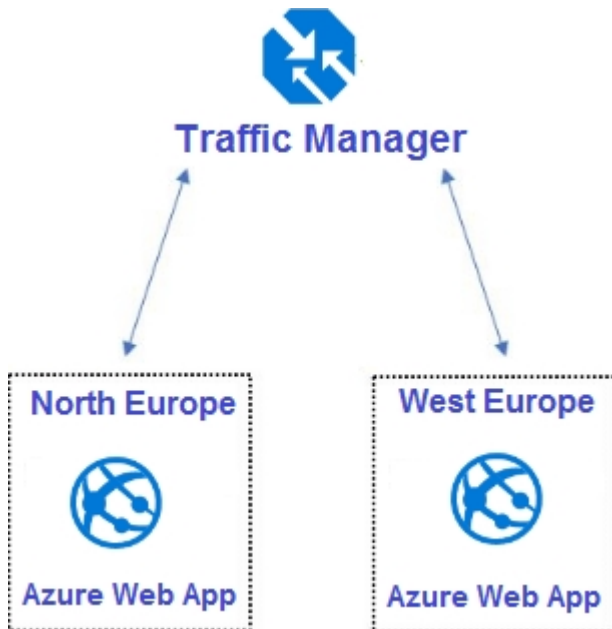 Traffic Manager
North Europe
West Europe
Azure Web App
Azure Web App